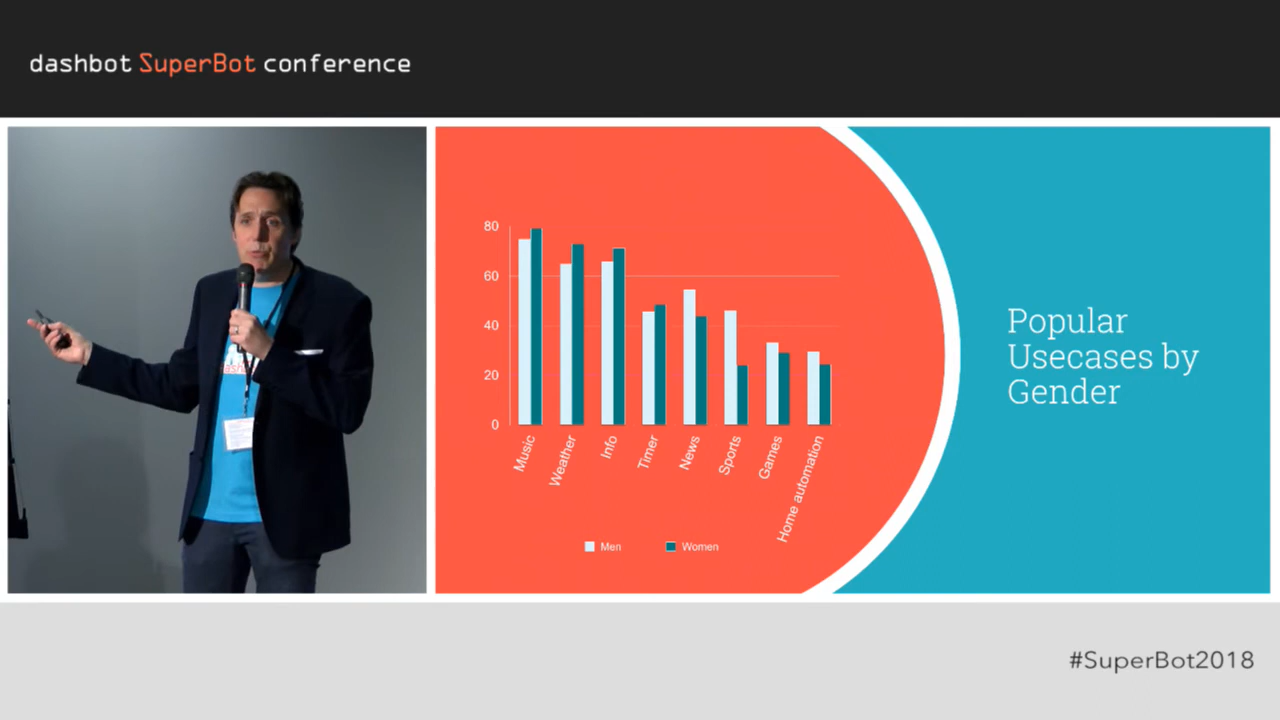 dashbot SuperBot conference
80
60
40
20
0
Music
Weather
Info
Timer
News
Sports
Games
Home automation
Men
Women
Popular
Usecases by
Gender
#SuperBot2018